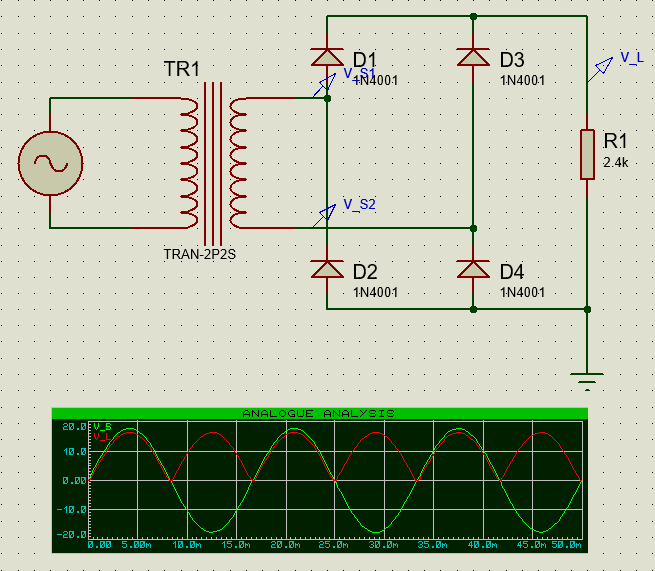 TR1
TRAN-2P2S
D1
1N4001
D3
1N4001
V_S1
V_L
R1
2.4k
V_S2
D2
1N4001
D4
1N4001
ANALOGUE ANALYSIS
20.0
V_S
V_L
10.0
0.00
-10.0
-20.0
0.00 5.00m 10.0m 15.0m 20.0m 25.0m 30.0m 35.0m 40.0m 45.0m 50.0m